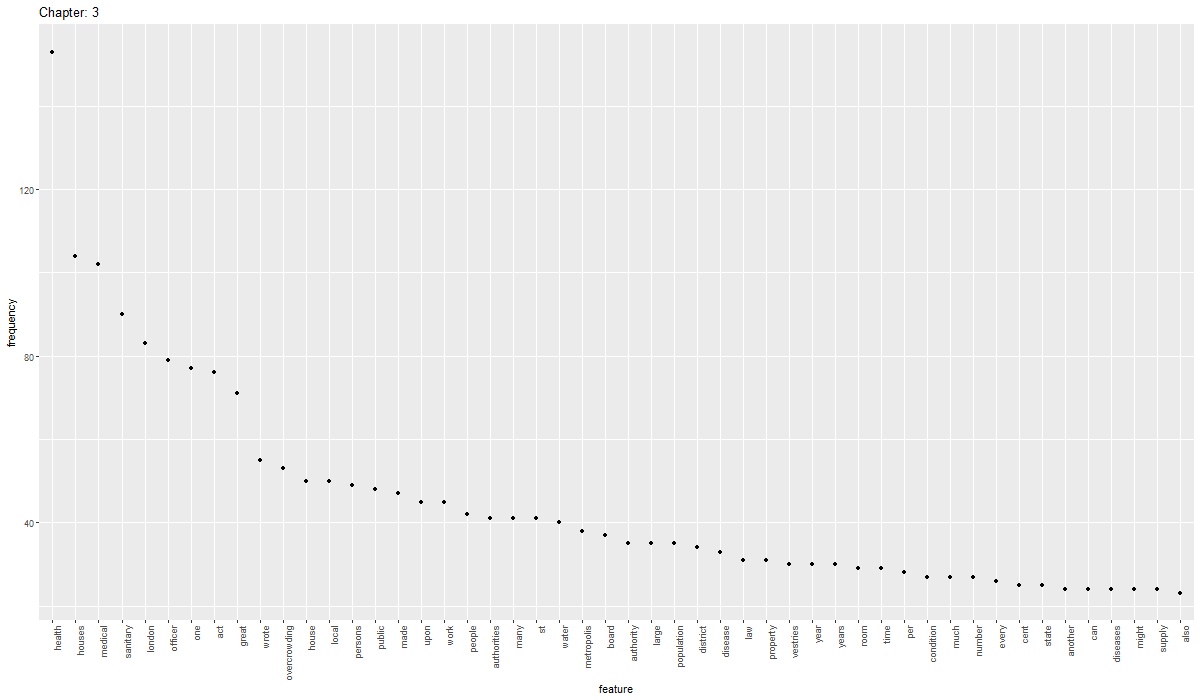 Chapter: 3
120
80
40
frequency
health
houses
medical
sanitary
london
officer
one
act
great
wrote
overcrowding
house
local
persons
public
made
upon
work
people
authorities
many
st
water
metropolis
board
authority
large
population
district
disease
law
property
vestries
year
years
room
time
per
condition
much
number
every
cent
state
another
can
diseases
might
supply
also
feature